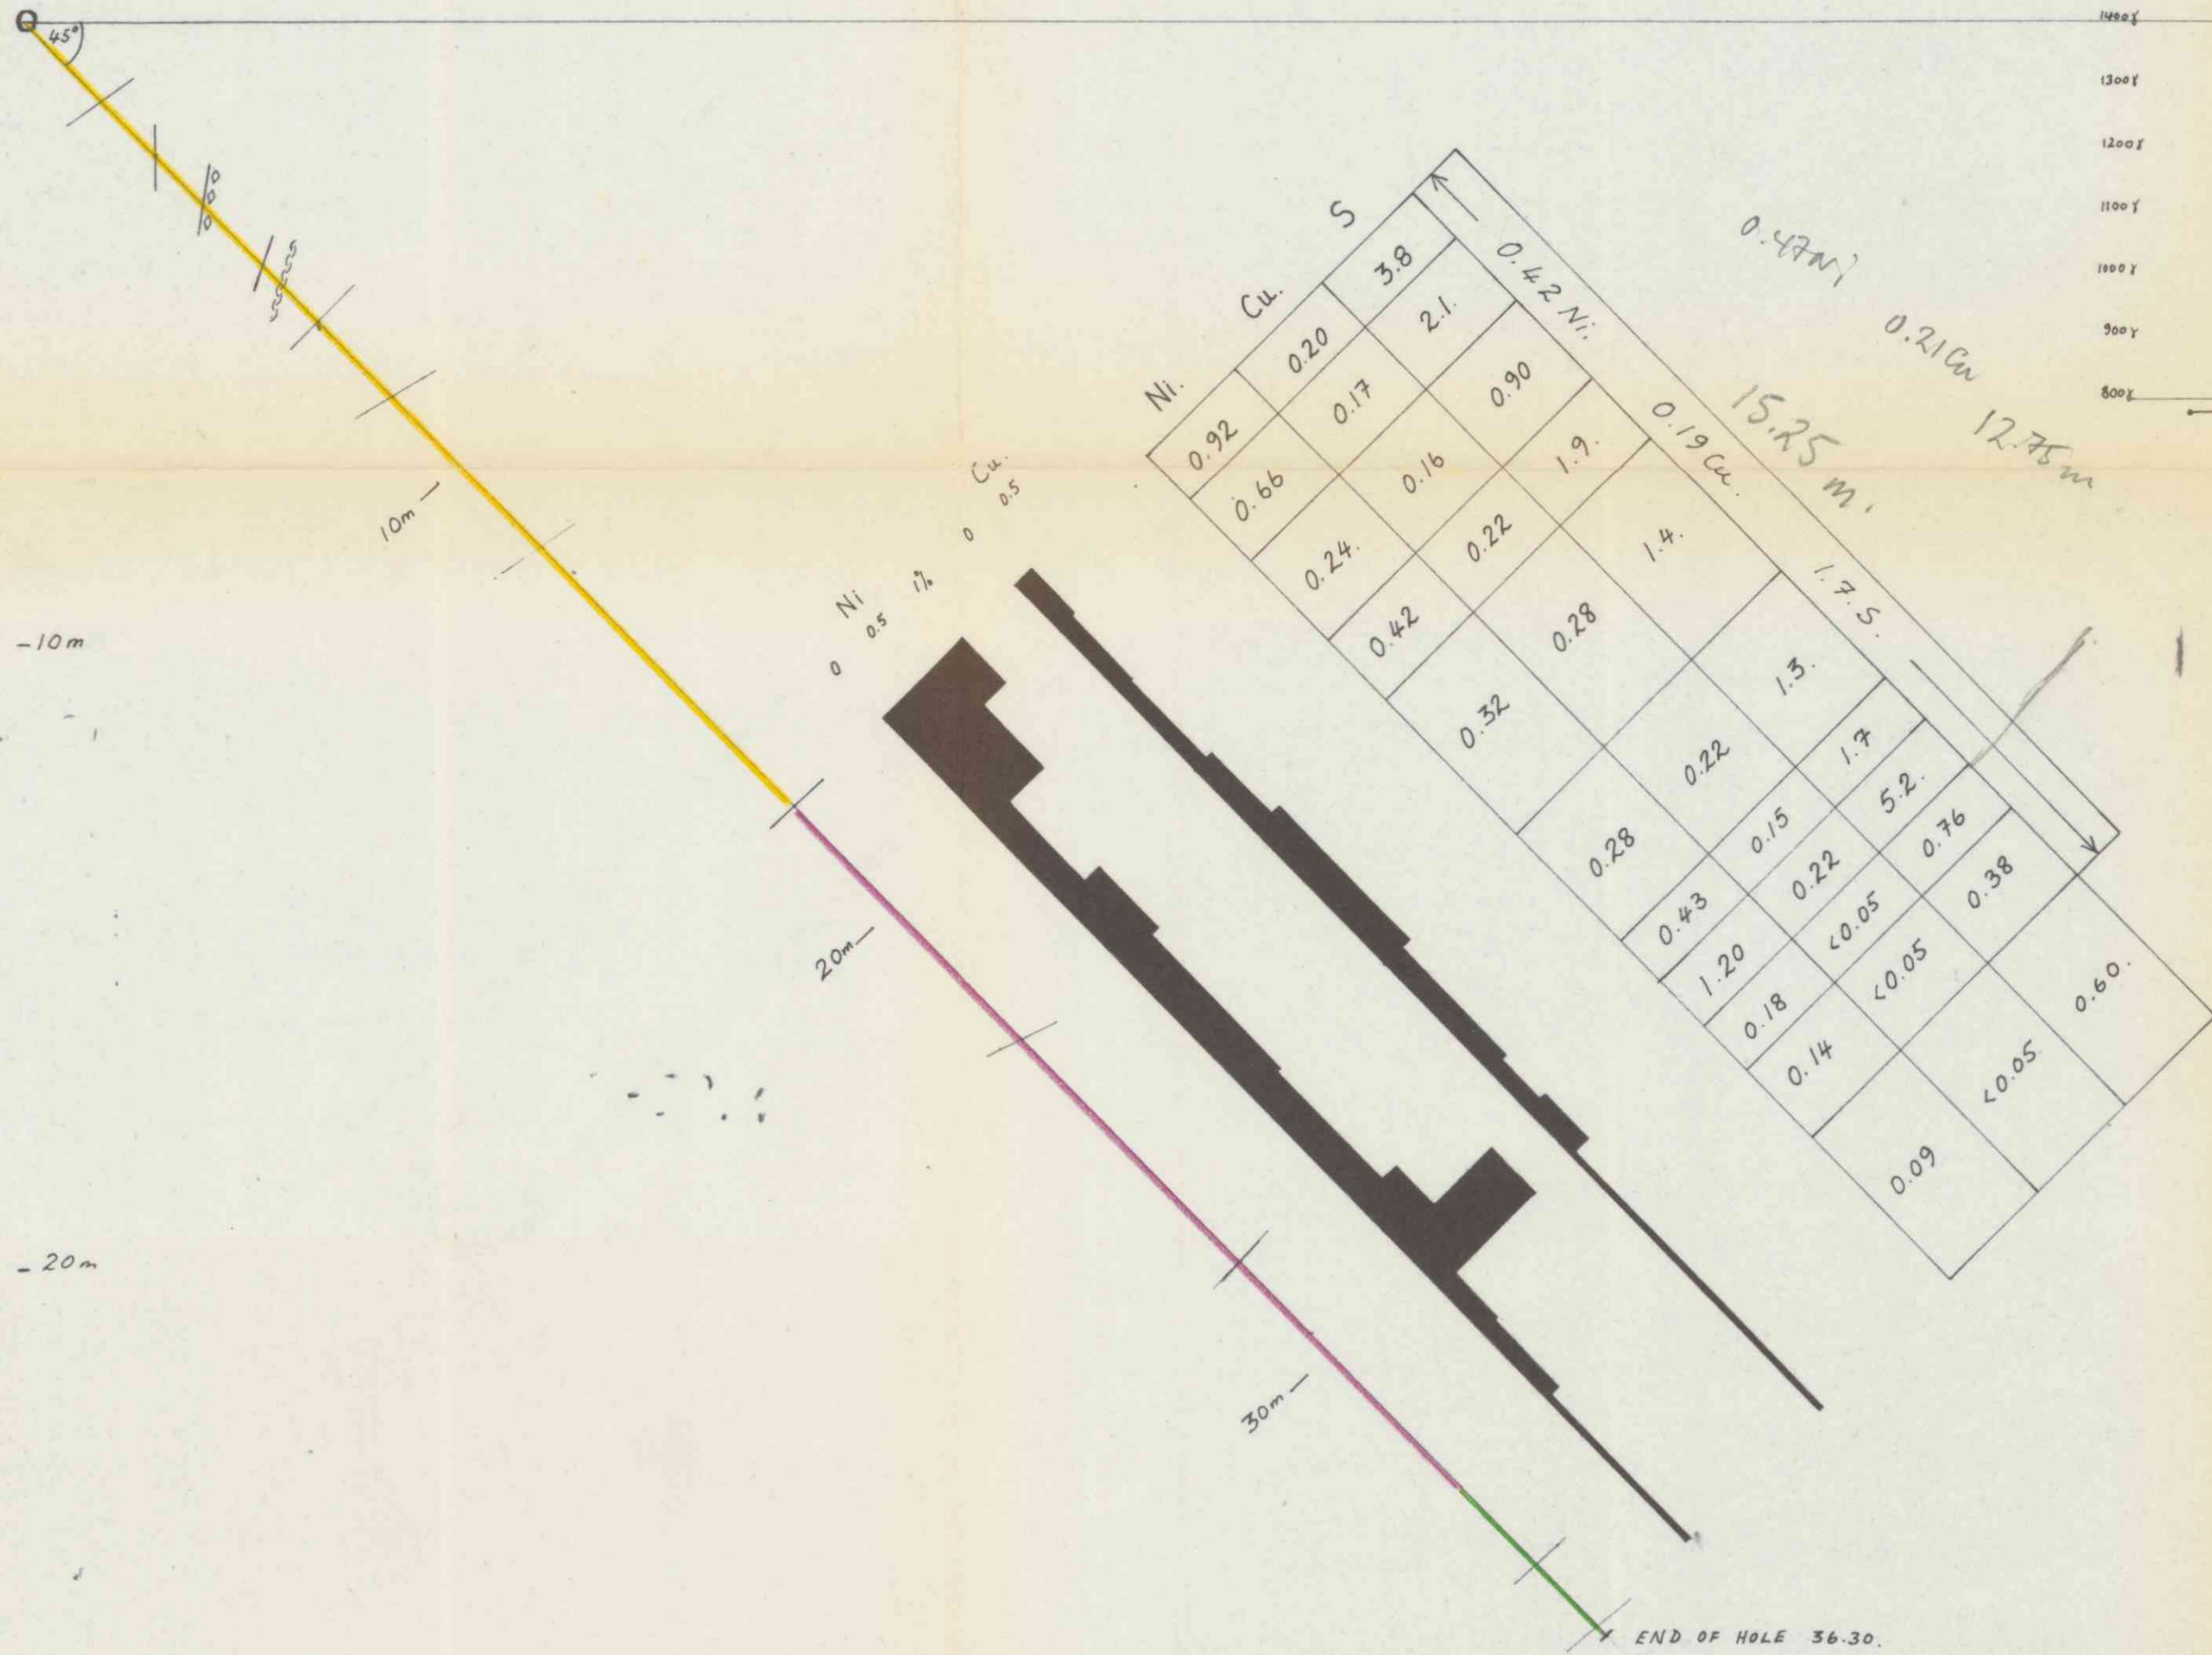 O
45°
10m
20m
30m
-10m
-20m
END OF HOLE 36.30.
Ni
0 0.5 1%
Cu.
0 0.5
Ni. Cu. S
0.92 0.20 3.8
0.66 0.17 2.1.
0.24. 0.16 0.90
0.42 0.22 1.9.
0.32 0.28 1.4.
0.28 0.22 1.3.
0.43 0.15 1.7
1.20 0.22 5.2.
0.18 <0.05 0.76
0.14 <0.05 0.38
0.09 <0.05 0.60.
0.42 Ni. 0.19 Cu. 1.7. S.
0.47 Ni
0.21 Cu
15.25 m.
12.75 m
1400γ
1300γ
1200γ
1100γ
1000γ
900γ
800γ